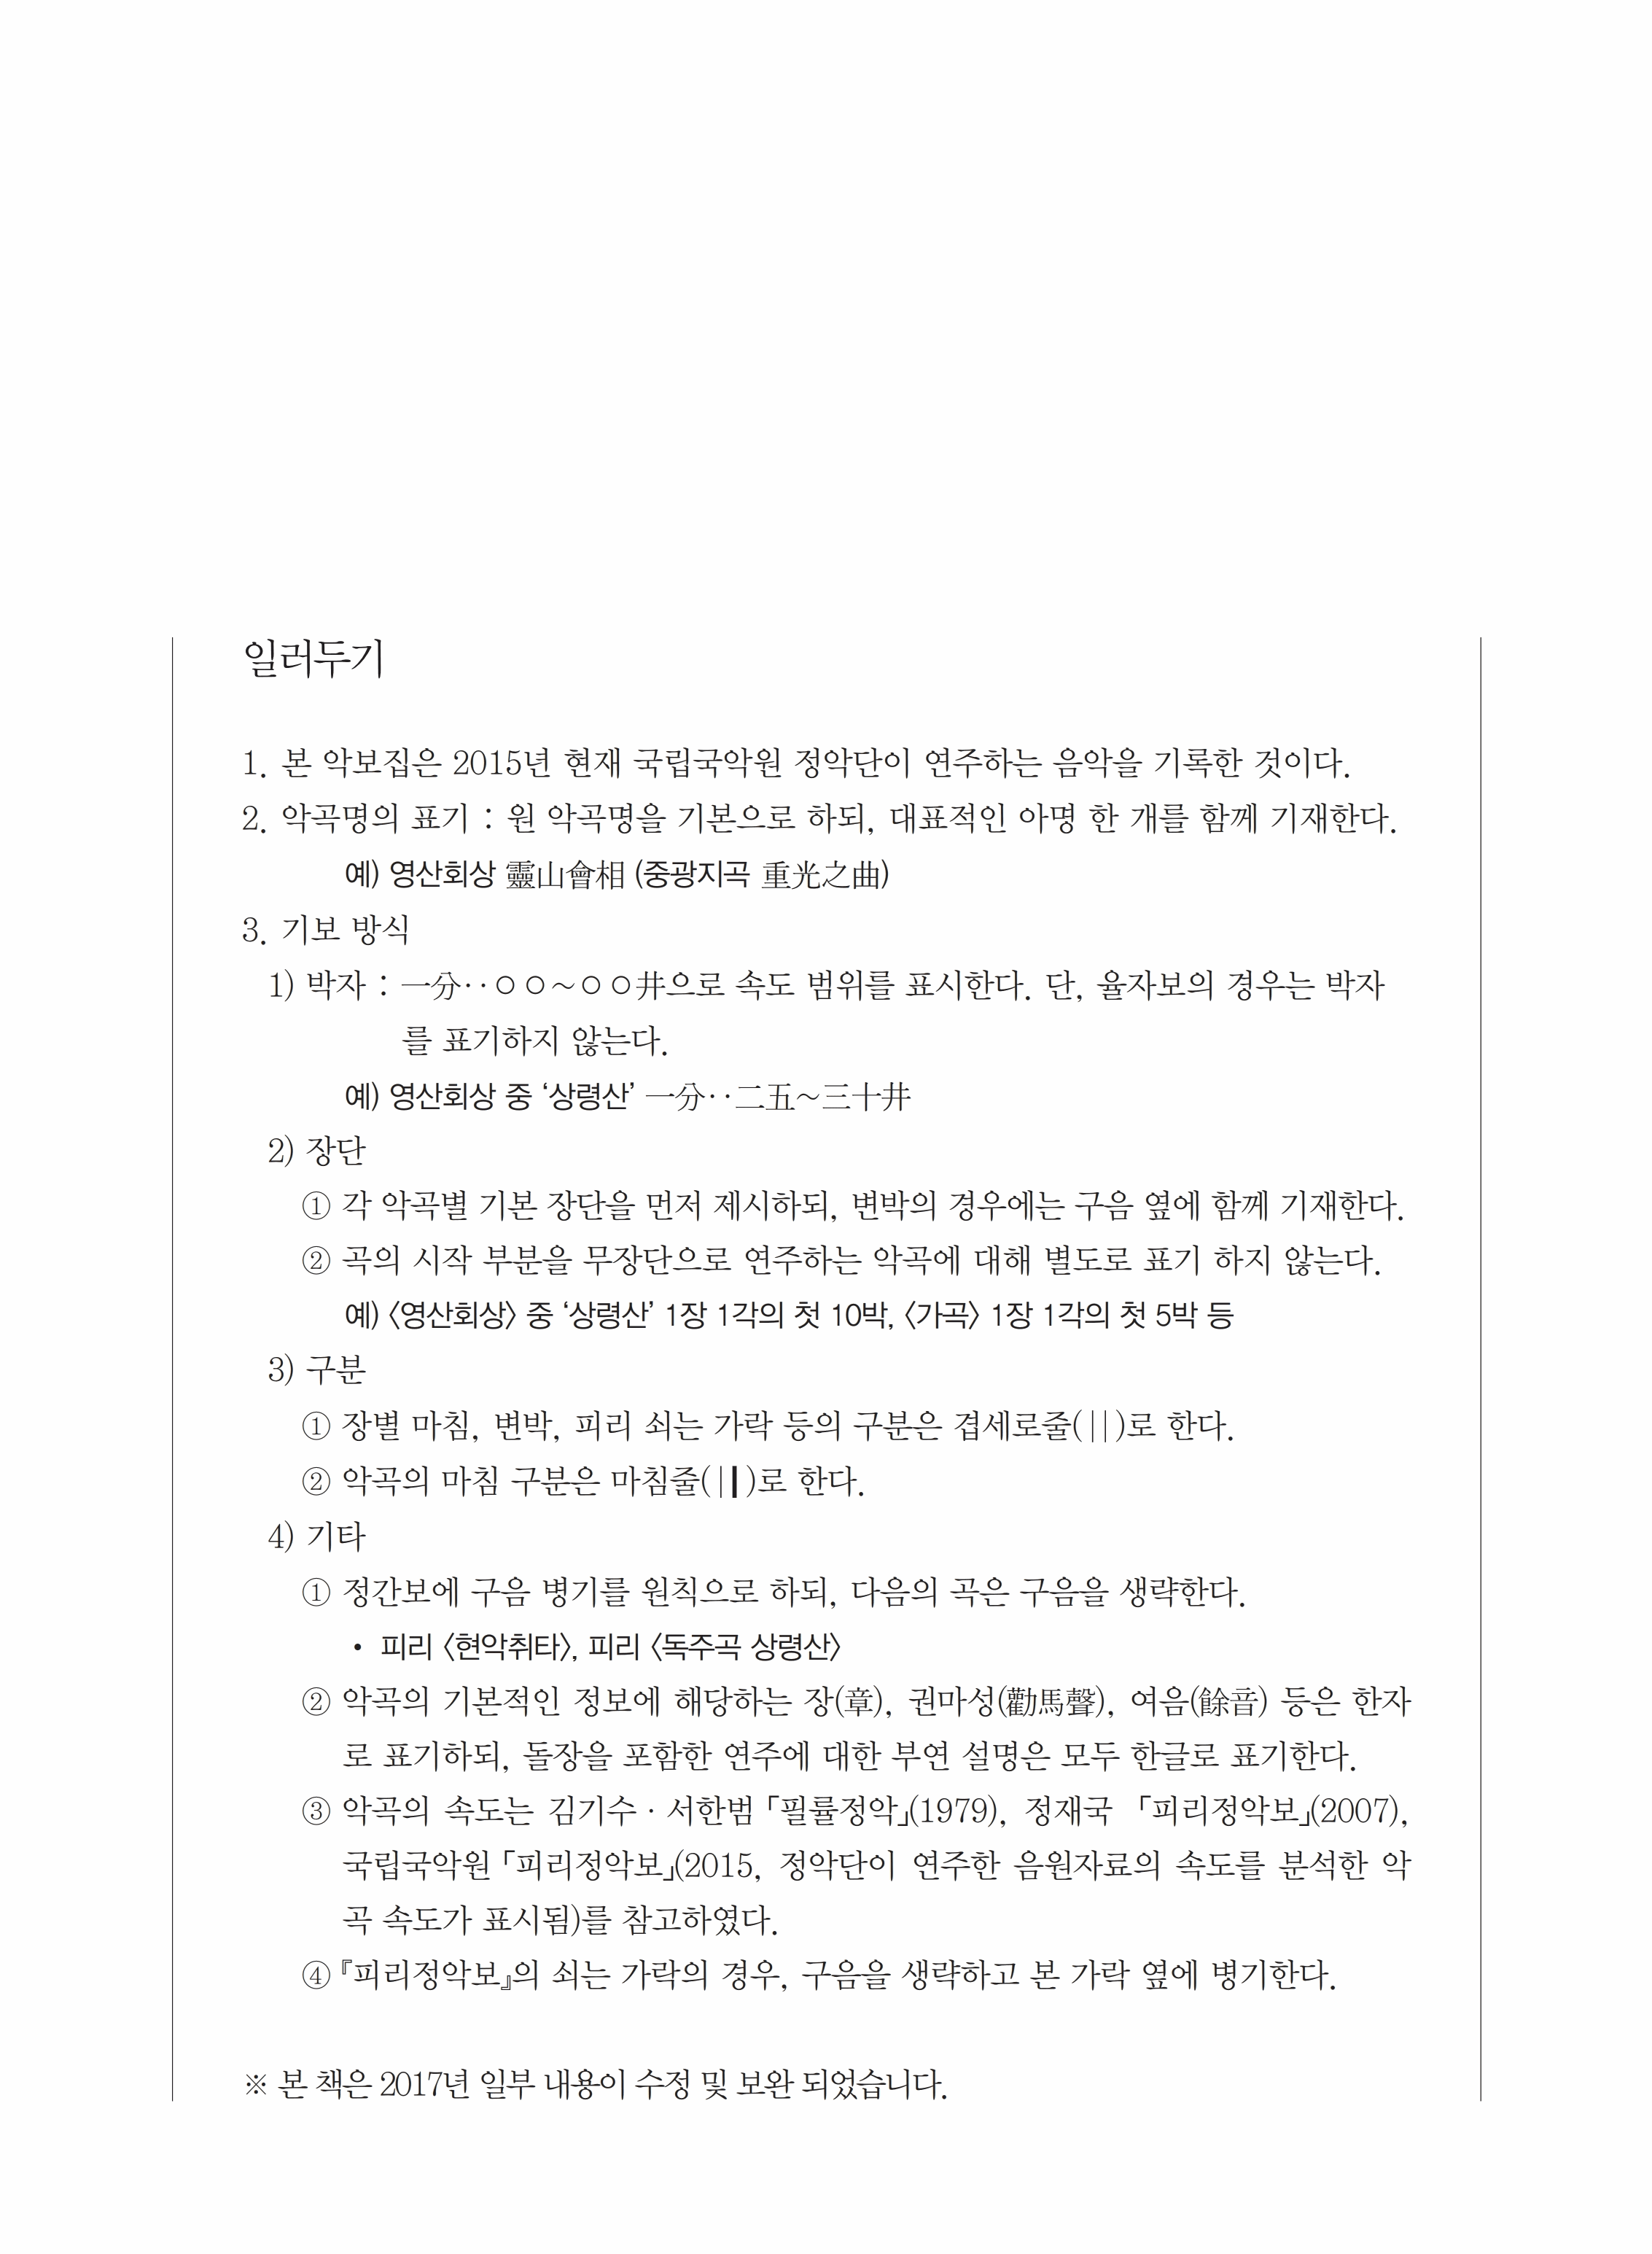 일러두기
1. 본 악보집은 2015년 현재 국립국악원 정악단이 연주하는 음악을 기록한 것이다.
2. 악곡명의 표기 : 원 악곡명을 기본으로 하되, 대표적인 아명 한 개를 함께 기재한다.
예) 영산회상 靈山會相 (중광지곡 重光之曲)
3. 기보 방식
1) 박자 : 一分‥○○~○○井으로 속도 범위를 표시한다. 단, 율자보의 경우는 박자
를 표기하지 않는다.
예) 영산회상 중 ‘상령산’ 一分‥二五~三十井
2) 장단
① 각 악곡별 기본 장단을 먼저 제시하되, 변박의 경우에는 구음 옆에 함께 기재한다.
② 곡의 시작 부분을 무장단으로 연주하는 악곡에 대해 별도로 표기 하지 않는다.
예) 〈영산회상〉 중 ‘상령산’ 1장 1각의 첫 10박, 〈가곡〉 1장 1각의 첫 5박 등
3) 구분
① 장별 마침, 변박, 피리 쇠는 가락 등의 구분은 겹세로줄(||)로 한다.
② 악곡의 마침 구분은 마침줄(|┃)로 한다.
4) 기타
① 정간보에 구음 병기를 원칙으로 하되, 다음의 곡은 구음을 생략한다.
• 피리 〈현악취타〉, 피리 〈독주곡 상령산〉
② 악곡의 기본적인 정보에 해당하는 장(章), 권마성(勸馬聲), 여음(餘音) 등은 한자
로 표기하되, 돌장을 포함한 연주에 대한 부연 설명은 모두 한글로 표기한다.
③ 악곡의 속도는 김기수 · 서한범 「필률정악」(1979), 정재국 「피리정악보」(2007),
국립국악원 「피리정악보」(2015, 정악단이 연주한 음원자료의 속도를 분석한 악
곡 속도가 표시됨)를 참고하였다.
④ 『피리정악보』의 쇠는 가락의 경우, 구음을 생략하고 본 가락 옆에 병기한다.
※ 본 책은 2017년 일부 내용이 수정 및 보완 되었습니다.